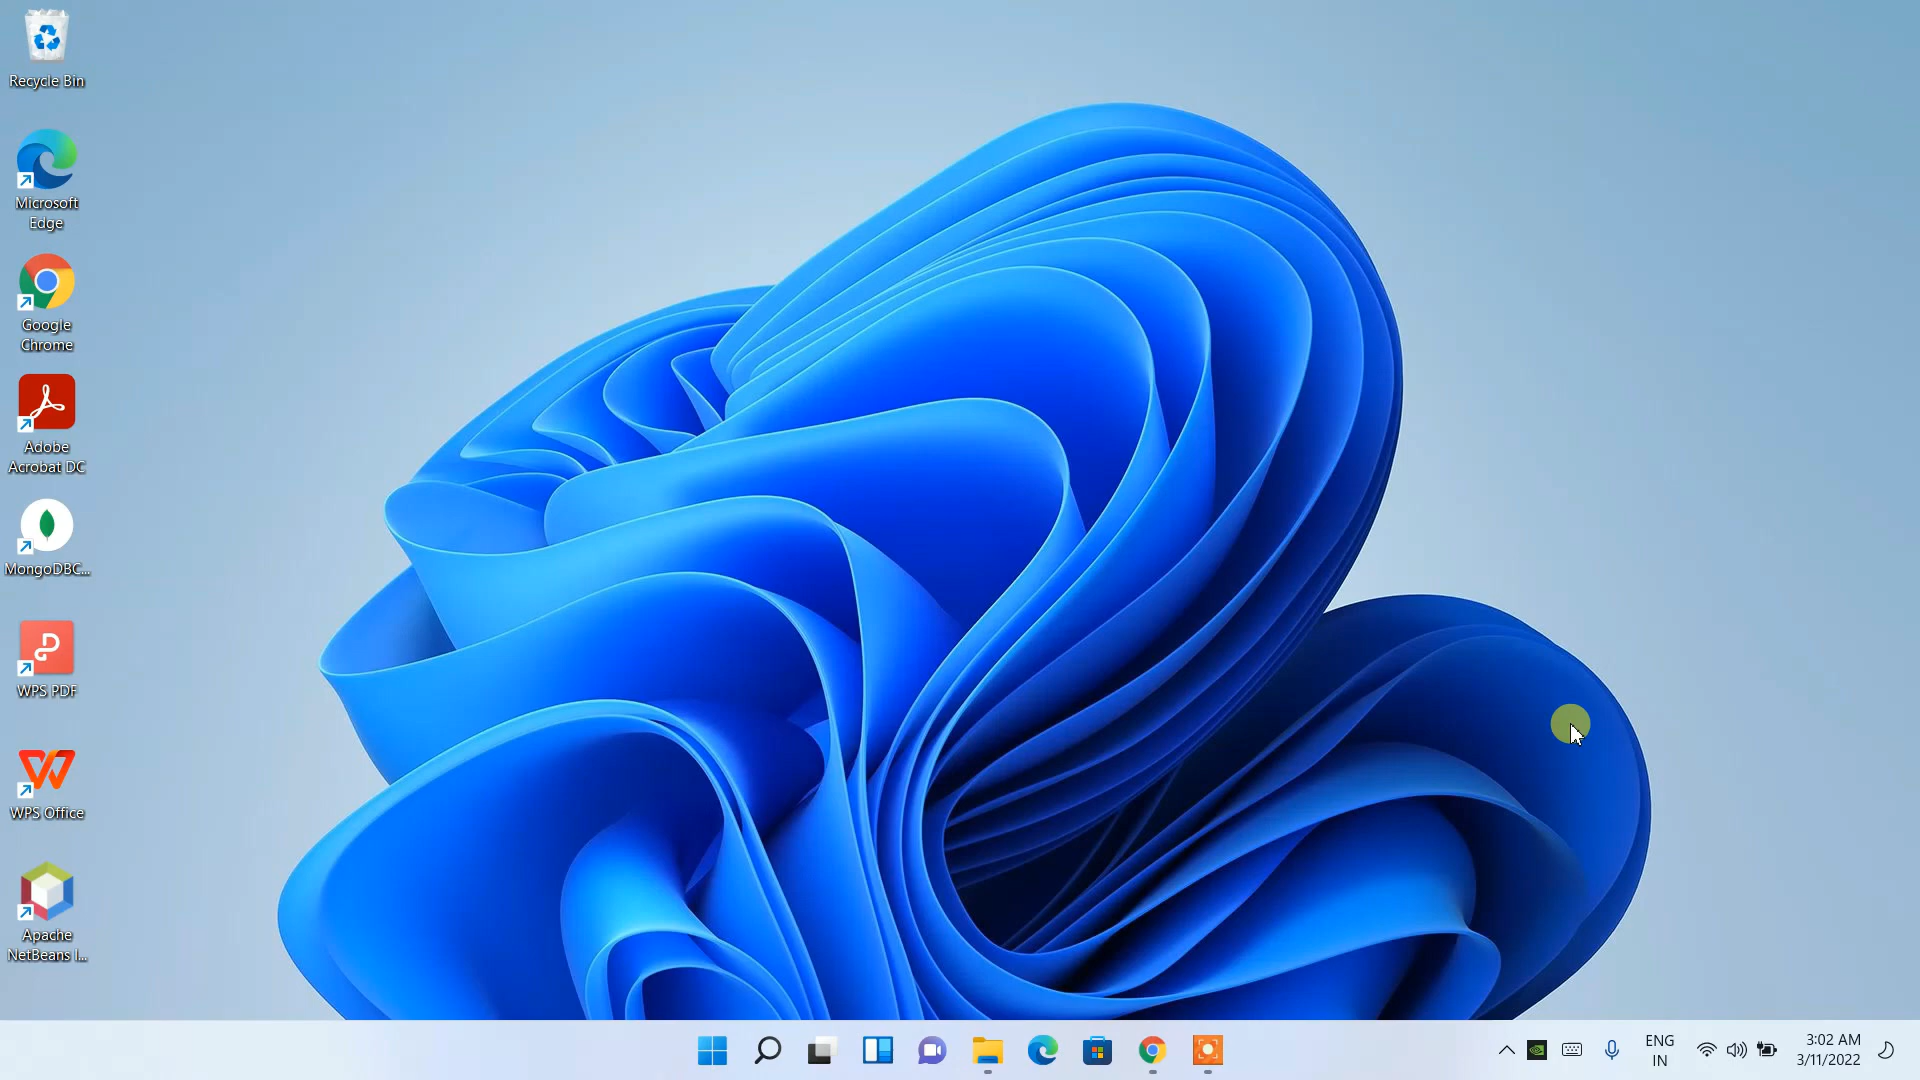 Recycle Bin
Microsoft
Edge
Google
Chrome
Adobe
Acrobat DC
MongoDBC...
WPS PDF
WPS Office
Apache
NetBeans I...
ENG
IN
3:02 AM
3/11/2022